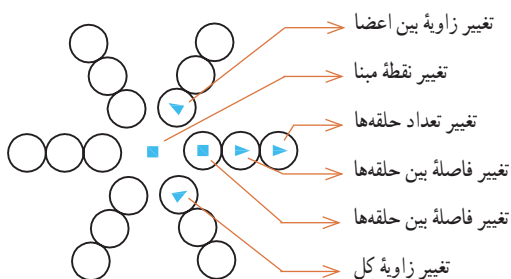 تغییر زاویهٔ بین اعضا
تغییر نقطهٔ مبنا
تغییر تعداد حلقه‌ها
تغییر فاصلهٔ بین حلقه‌ها
تغییر فاصلهٔ بین حلقه‌ها
تغییر زاویهٔ کل